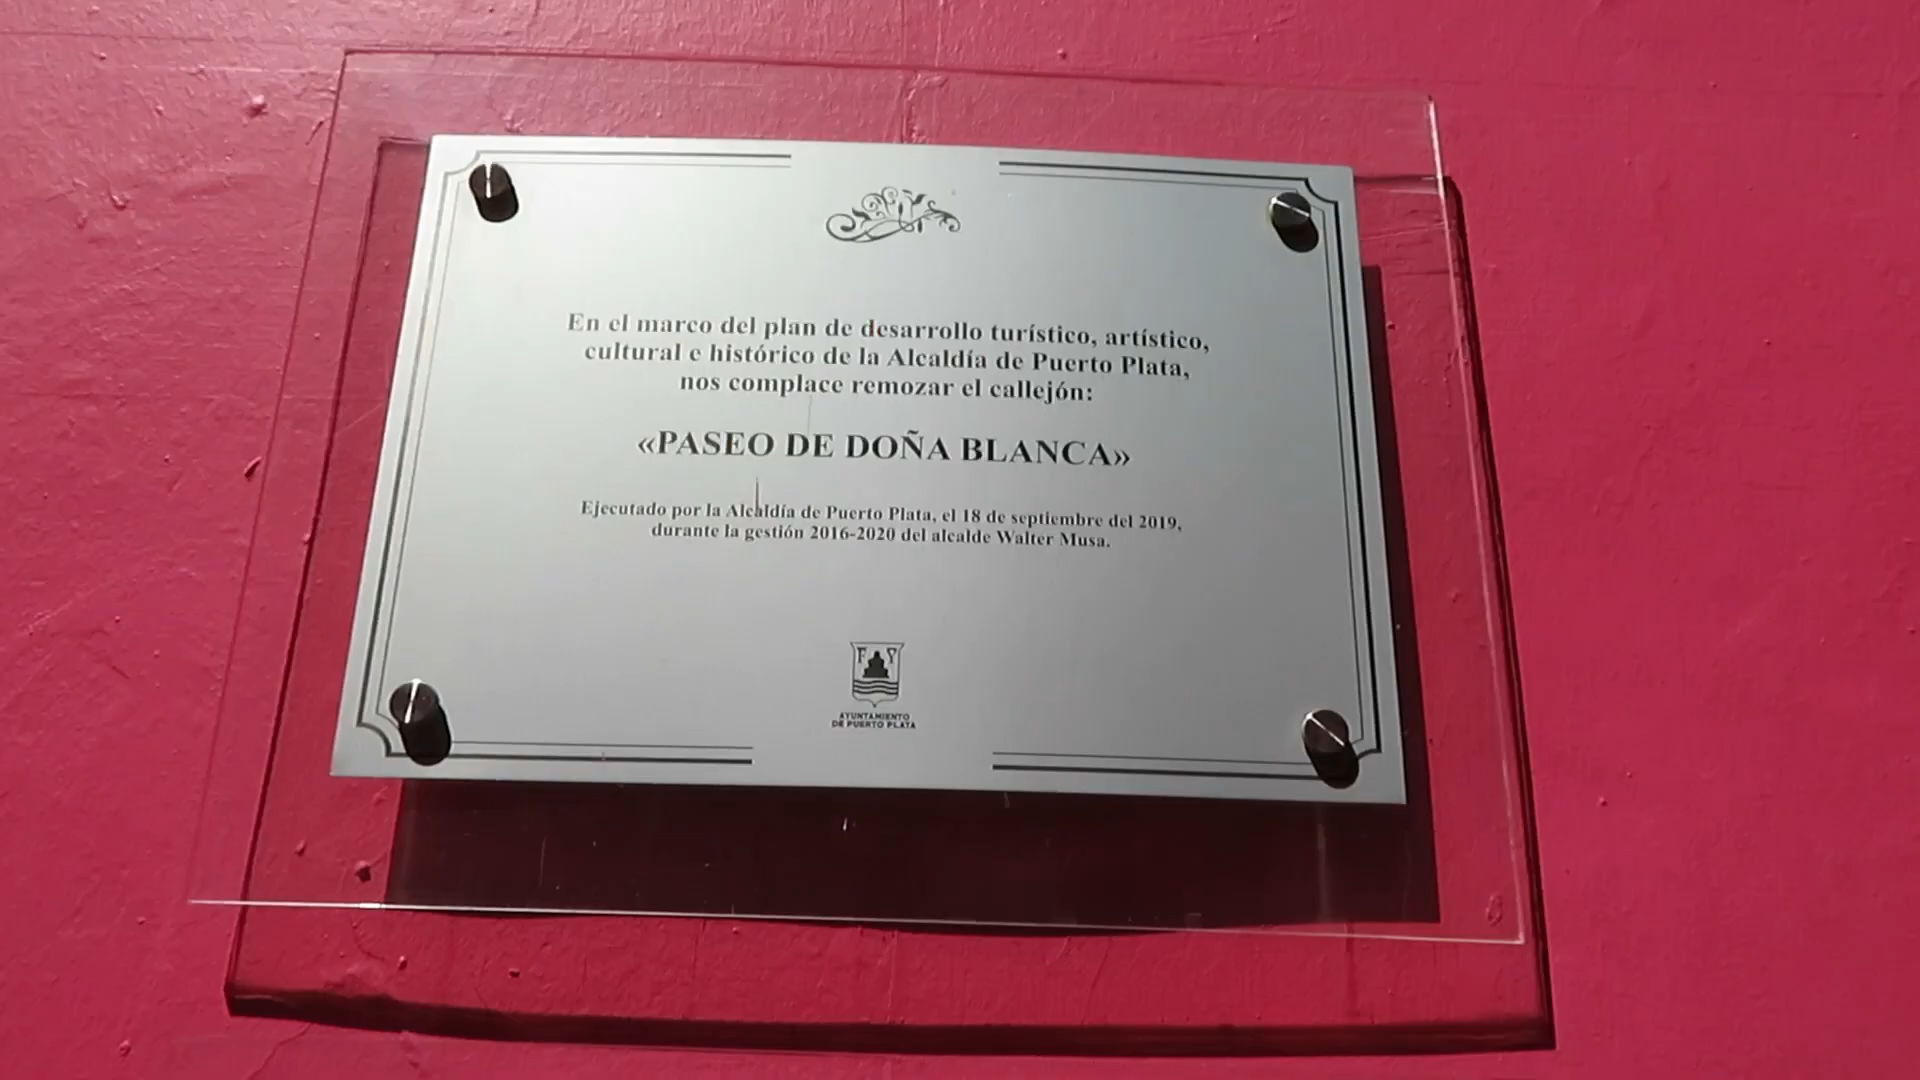 En el marco del plan de desarrollo turístico, artístico,
cultural e histórico de la Alcaldía de Puerto Plata,
nos complace remozar el callejón:
«PASEO DE DOÑA BLANCA»
Ejecutado por la Alcaldía de Puerto Plata, el 18 de septiembre del 2019,
durante la gestión 2016-2020 del alcalde Walter Musa.
F Y
AYUNTAMIENTO
DE PUERTO PLATA